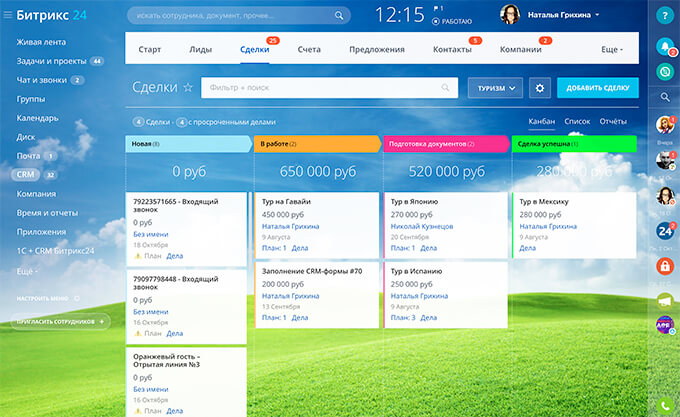 Битрикс 24
искать сотрудника, документ, прочее...
12:15
1
РАБОТАЮ
Наталья Грихина
Живая лента
Задачи и проекты 44
Чат и звонки 2
Группы
Календарь
Диск
Почта 1
CRM 32
Компания
Время и отчеты
Приложения
1С + CRM Битрикс24
Ещё -
НАСТРОИТЬ МЕНЮ
ПРИГЛАСИТЬ СОТРУДНИКОВ +
Старт
Лиды
Сделки 25
Счета
Предложения
Контакты 5
Компании 2
Еще -
Сделки
Фильтр + поиск
ТУРИЗМ
ДОБАВИТЬ СДЕЛКУ
4 Сделки - 4 с просроченными делами
Канбан
Список
Отчёты
Новая (8)
0 руб
79223571665 - Входящий
звонок
0 руб
Без имени
18 Октября
План Дела
79097798448 - Входящий
звонок
0 руб
Без имени
16 Октября
План Дела
Оранжевый гость –
Отрытая линия №3
0 руб
Без имени
16 Октября
План Дела
В работе (2)
650 000 руб
Тур на Гавайи
450 000 руб
Наталья Грихина
9 Августа
План: 1 Дела
Заполнение CRM-формы #70
200 000 руб
Наталья Грихина
13 Сентября
План: 1 Дела
Подготовка документов (2)
520 000 руб
Тур в Японию
270 000 руб
Николай Кузнецов
20 Сентября
План: 1 Дела
Тур в Испанию
250 000 руб
Наталья Грихина
9 Августа
План: 3 Дела
Сделка успешна (1)
280 000 руб
Тур в Мексику
280 000 руб
Наталья Грихина
9 Августа
Дела
?
2
Вчера
24